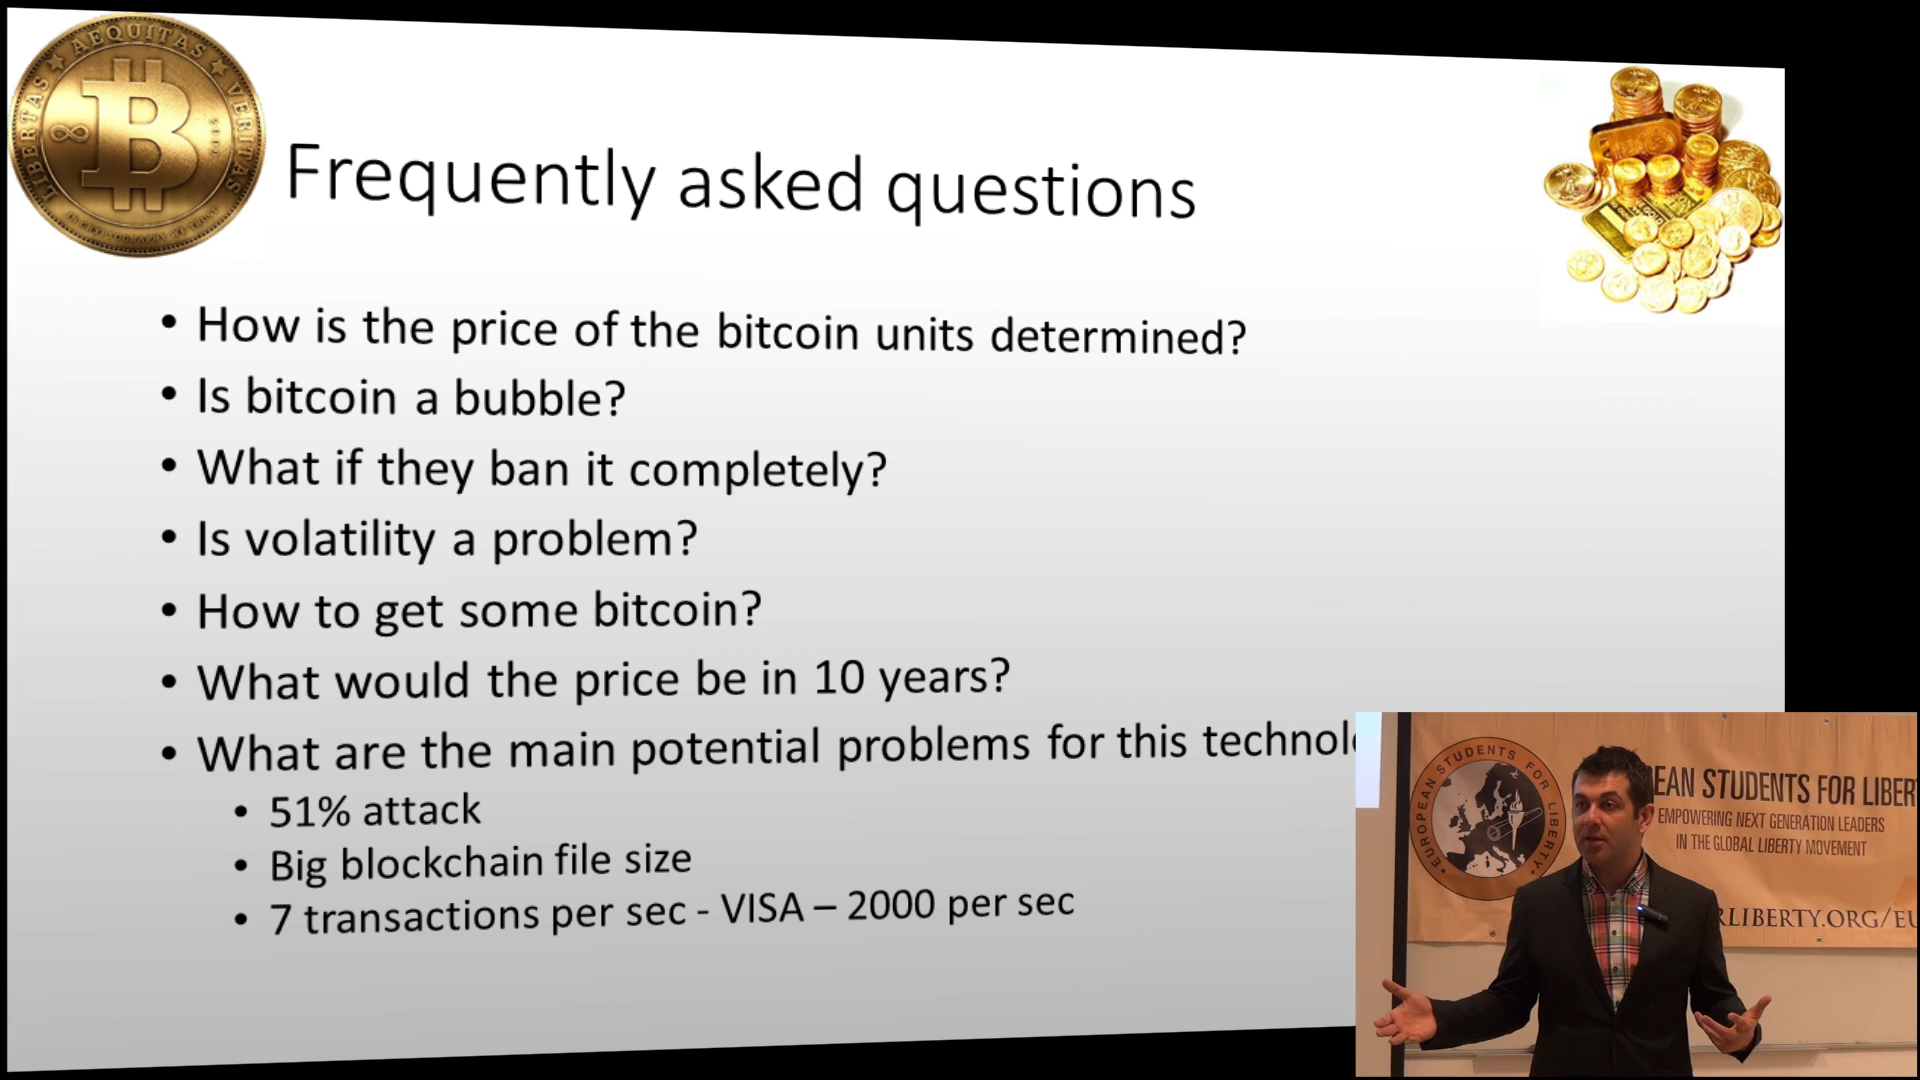 AEQUITAS
LIBERTAS
VERITAS
B
Frequently asked questions
• How is the price of the bitcoin units determined?
• Is bitcoin a bubble?
• What if they ban it completely?
• Is volatility a problem?
• How to get some bitcoin?
• What would the price be in 10 years?
• What are the main potential problems for this technol
• 51% attack
• Big blockchain file size
• 7 transactions per sec - VISA – 2000 per sec
EUROPEAN STUDENTS FOR LIBERTY
EAN STUDENTS FOR LIBER
EMPOWERING NEXT GENERATION LEADERS
IN THE GLOBAL LIBERTY MOVEMENT
RLIBERTY.ORG/EU